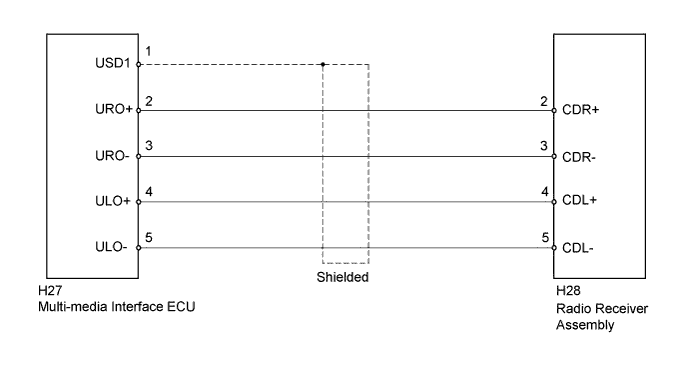 USD1 1
URO+ 2 2 CDR+
URO- 3 3 CDR-
ULO+ 4 4 CDL+
ULO- 5 5 CDL-
Shielded
H27
Multi-media Interface ECU
H28
Radio Receiver
Assembly